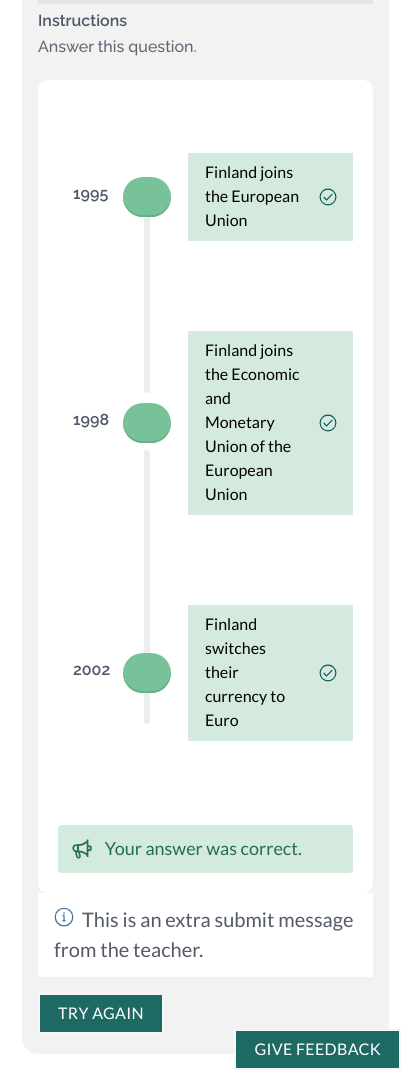 Instructions
Answer this question.
1995
Finland joins
the European
Union
1998
Finland joins
the Economic
and
Monetary
Union of the
European
Union
2002
Finland
switches
their
currency to
Euro
Your answer was correct.
This is an extra submit message
from the teacher.
TRY AGAIN
GIVE FEEDBACK